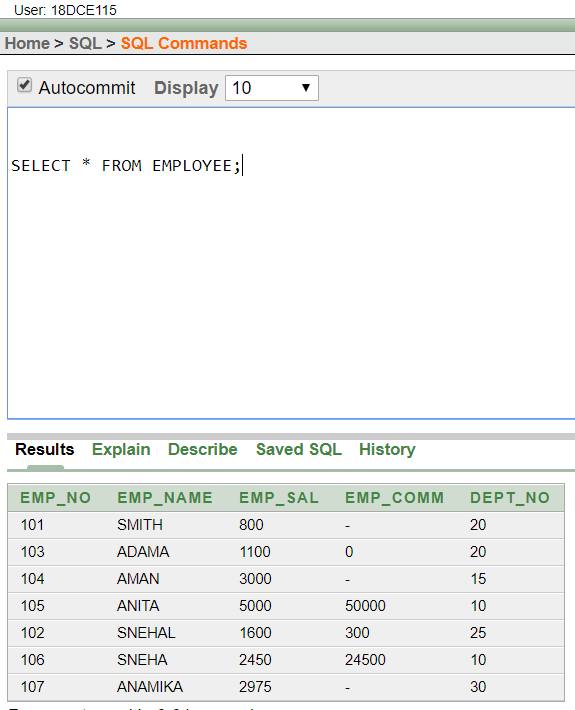 User: 18DCE115
Home > SQL > SQL Commands
Autocommit Display 10
SELECT * FROM EMPLOYEE;
Results Explain Describe Saved SQL History
EMP_NO EMP_NAME EMP_SAL EMP_COMM DEPT_NO
101 SMITH 800 - 20
103 ADAMA 1100 0 20
104 AMAN 3000 - 15
105 ANITA 5000 50000 10
102 SNEHAL 1600 300 25
106 SNEHA 2450 24500 10
107 ANAMIKA 2975 - 30